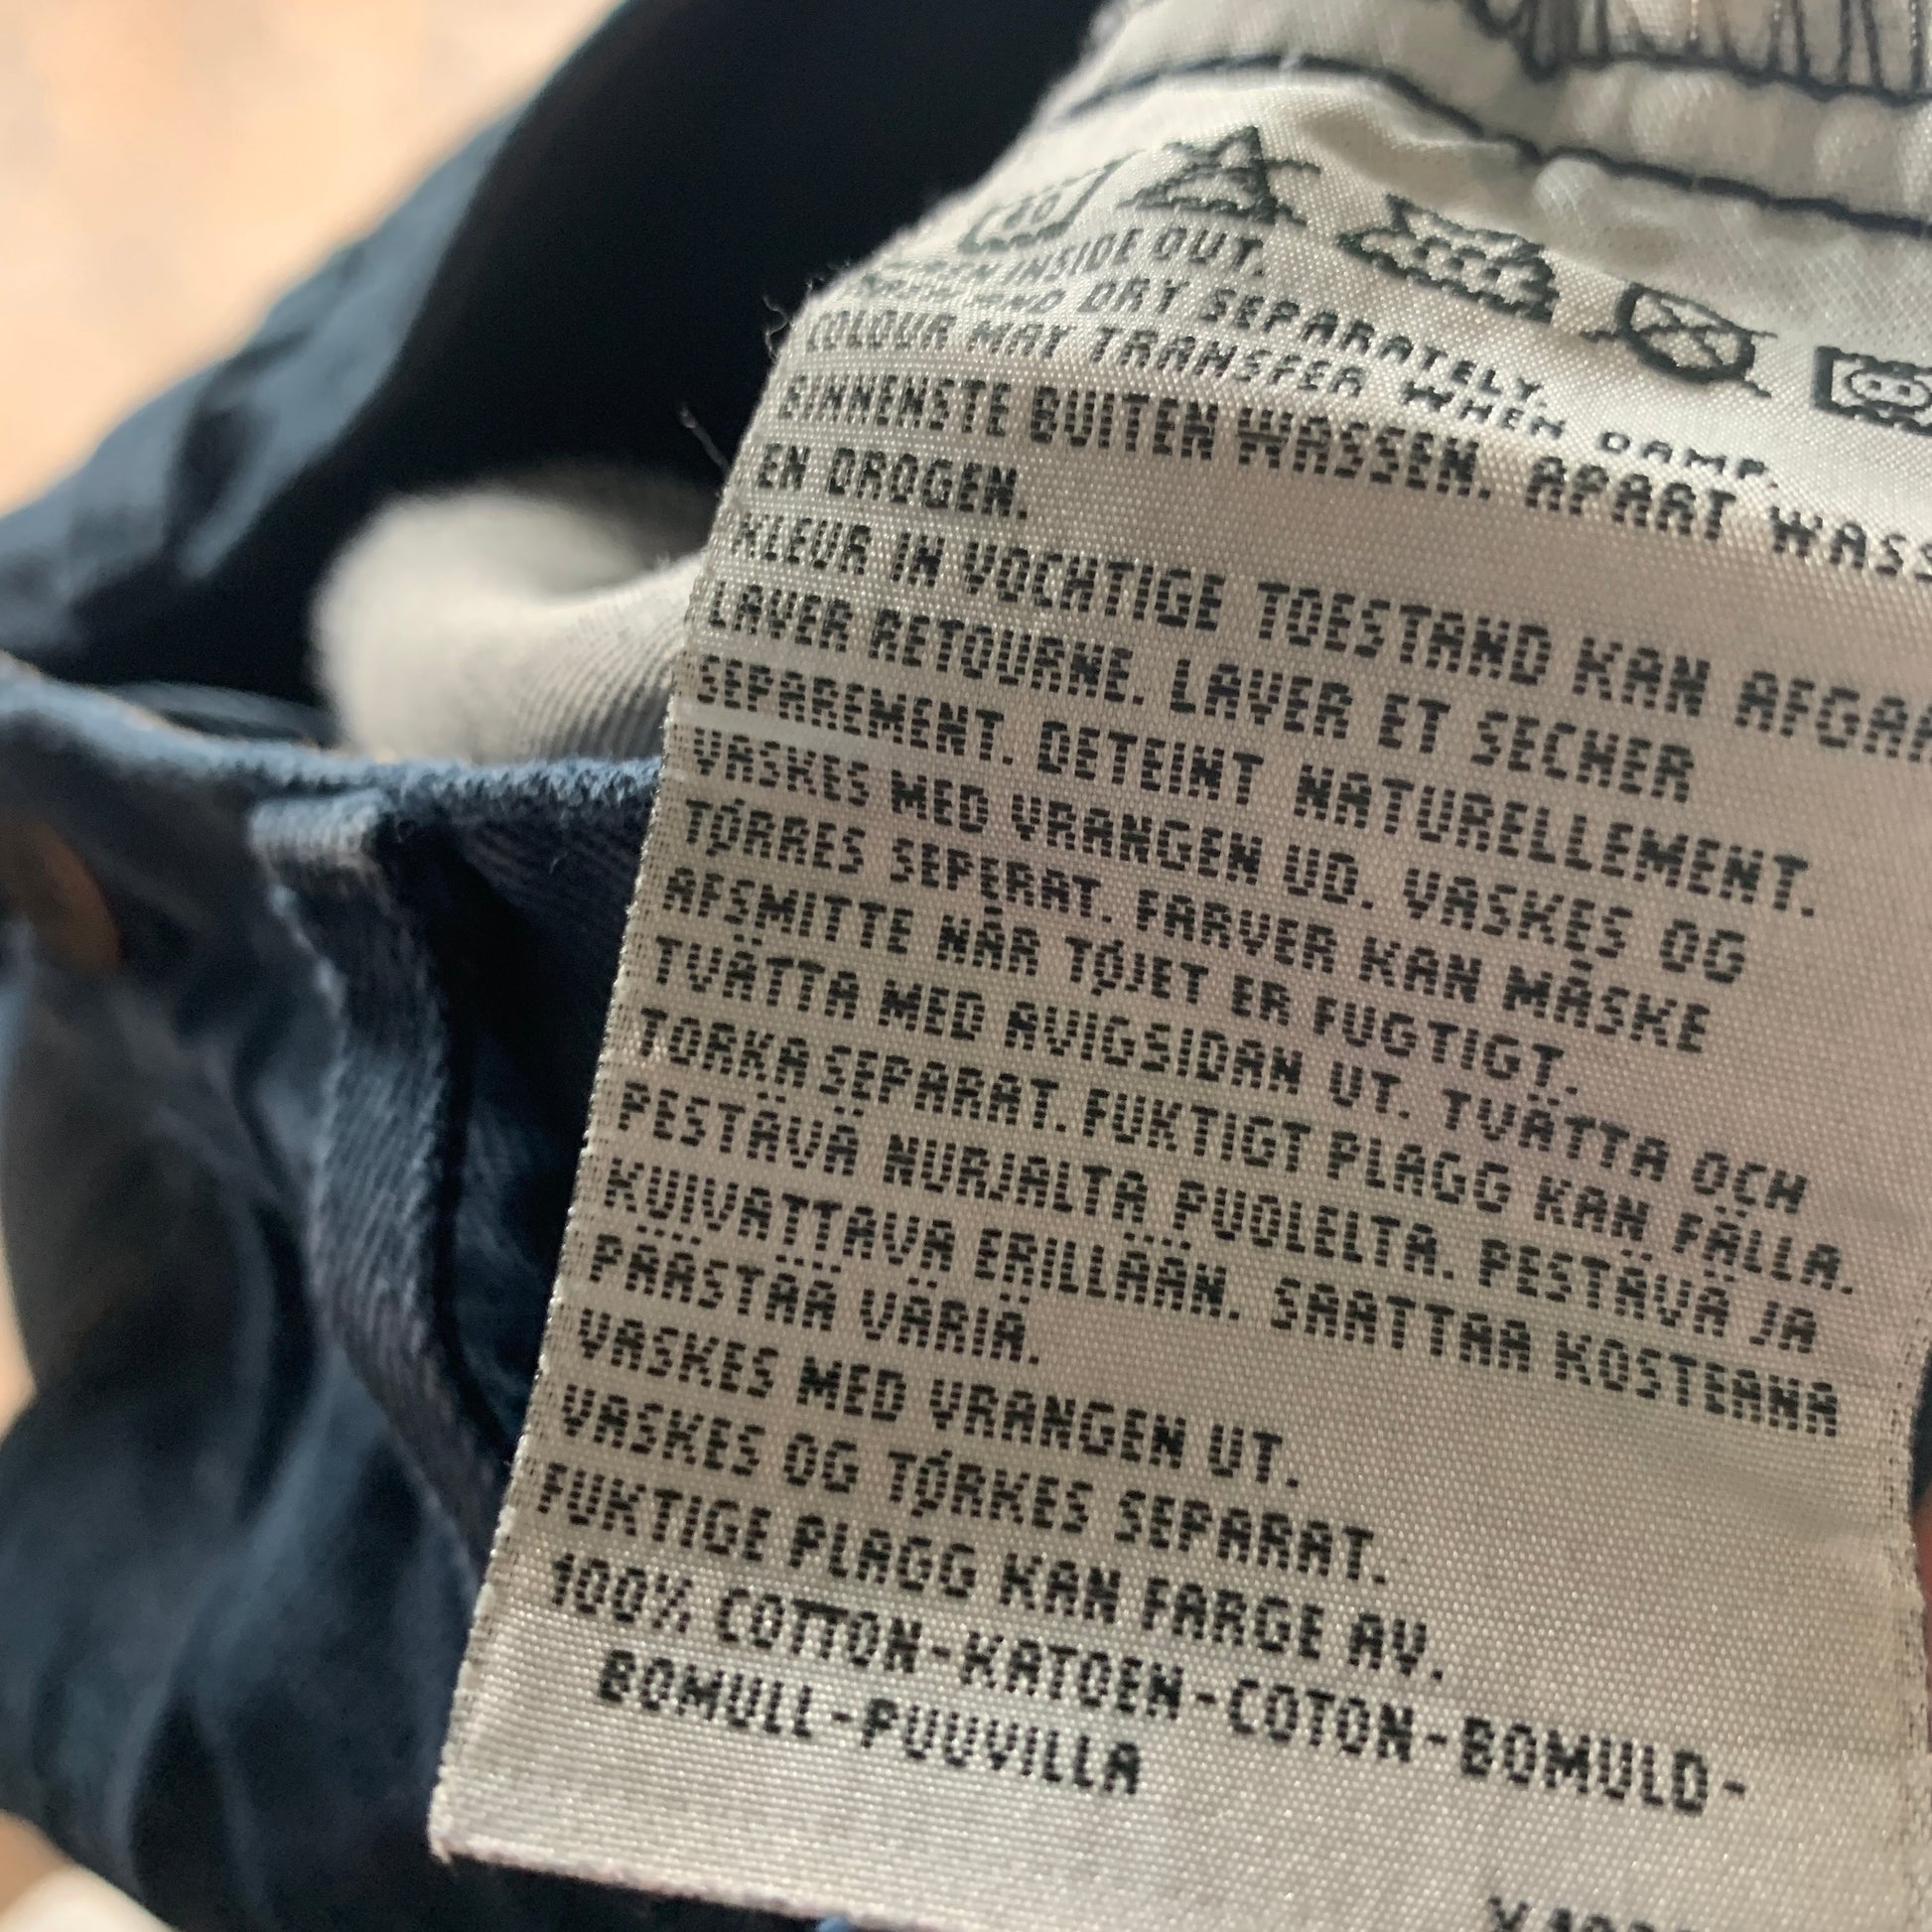 60
INSIDE OUT.
AND DRY SEPARATELY.
COLOUR MAY TRANSFER WHEN DAMP.
BINNENSTE BUITEN WASSEN. APART WASS
EN DROGEN.
KLEUR IN VOCHTIGE TOESTAND KAN AFGA
LAVER RETOURNE. LAVER ET SECHER
SEPAREMENT. DETEINT NATURELLEMENT.
VASKES MED VRANGEN UD. VASKES OG
TØRRES SEPERAT. FARVER KAN MÅSKE
AFSMITTE NÅR TØJET ER FUGTIGT.
TVÄTTA MED AVIGSIDAN UT. TVÄTTA OCH
TORKA SEPARAT. FUKTIGT PLAGG KAN FÄLLA.
PESTÄVÄ NURJALTA PUOLELTA. PESTÄVÄ JA
KUIVATTAVA ERILLÄÄN. SAATTAA KOSTEANA
PÄÄSTÄÄ VÄRIÄ.
VASKES MED VRANGEN UT.
VASKES OG TØRKES SEPARAT.
FUKTIGE PLAGG KAN FARGE AV.
100% COTTON-KATOEN-COTON-BOMULD-
BOMULL-PUUVILLA